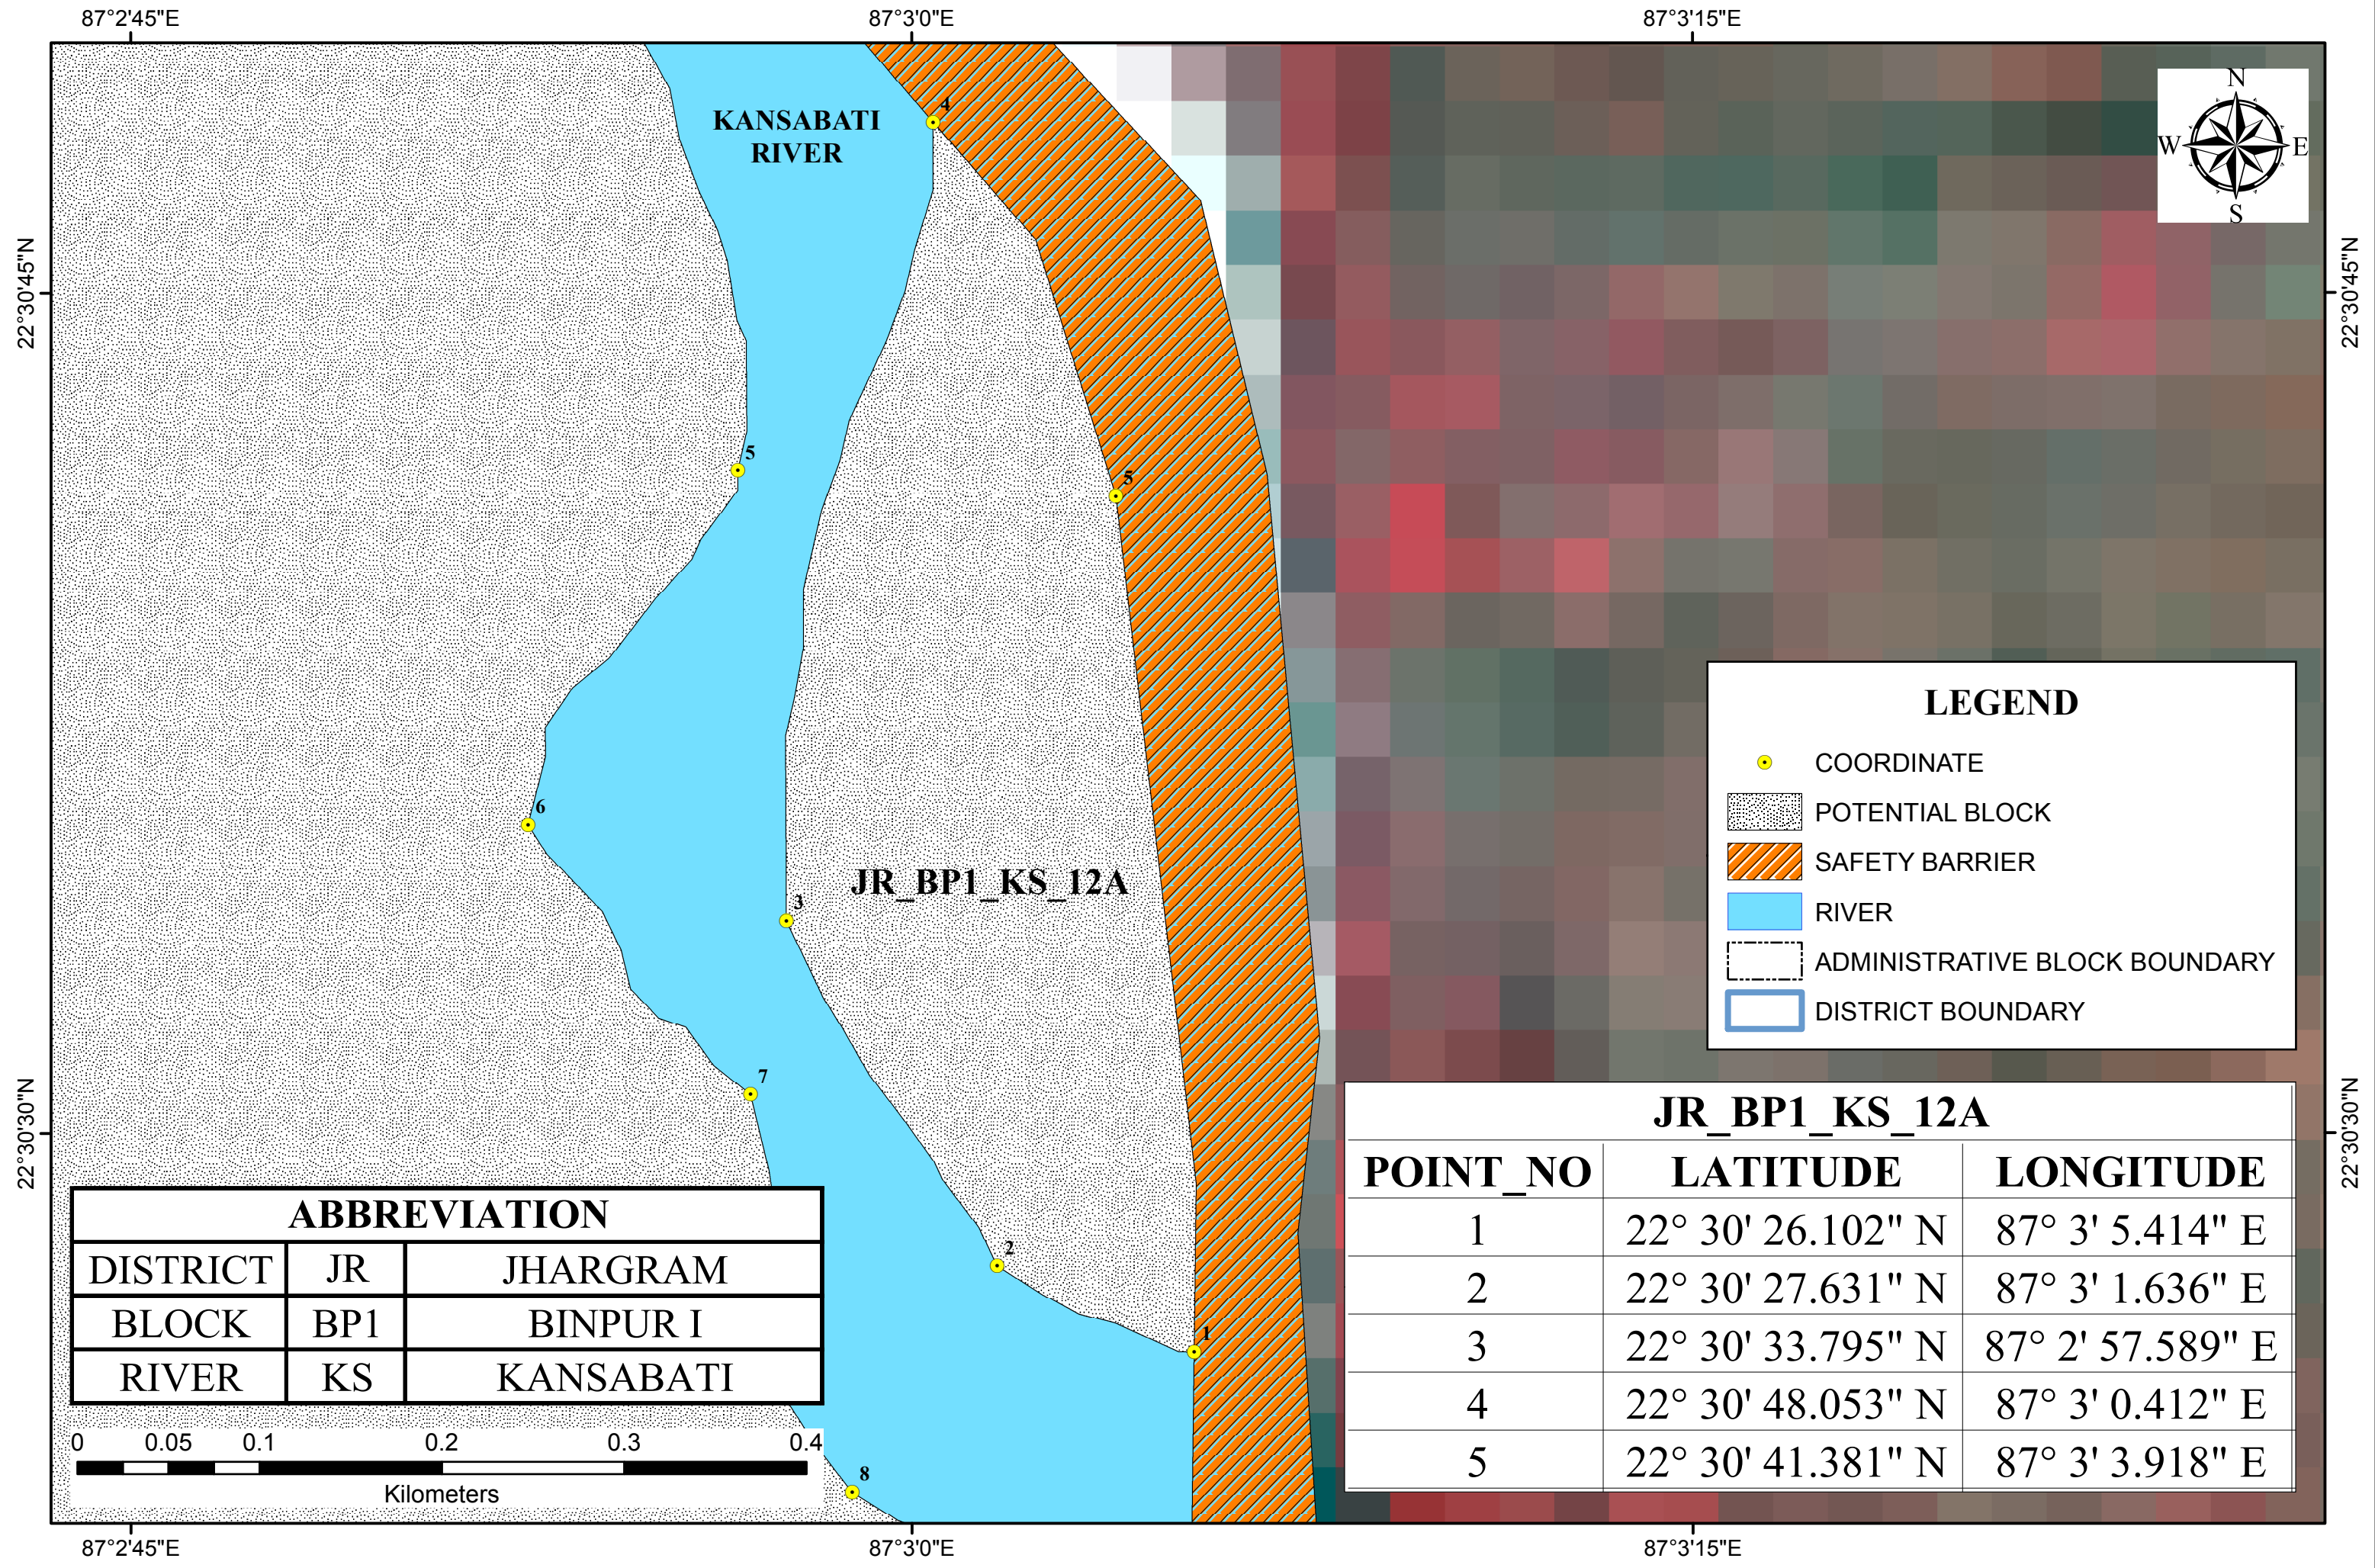 87°2'45"E 87°3'0"E 87°3'15"E
N
W E
S
22°30'45"N
22°30'45"N
KANSABATI
RIVER
4
5
5
6
3
JR_BP1_KS_12A
7
2
1
8
LEGEND
COORDINATE
POTENTIAL BLOCK
SAFETY BARRIER
RIVER
ADMINISTRATIVE BLOCK BOUNDARY
DISTRICT BOUNDARY
22°30'30"N
22°30'30"N
JR_BP1_KS_12A
POINT_NO LATITUDE LONGITUDE
1 22° 30' 26.102" N 87° 3' 5.414" E
2 22° 30' 27.631" N 87° 3' 1.636" E
3 22° 30' 33.795" N 87° 2' 57.589" E
4 22° 30' 48.053" N 87° 3' 0.412" E
5 22° 30' 41.381" N 87° 3' 3.918" E
ABBREVIATION
DISTRICT JR JHARGRAM
BLOCK BP1 BINPUR I
RIVER KS KANSABATI
0 0.05 0.1 0.2 0.3 0.4
Kilometers
87°2'45"E 87°3'0"E 87°3'15"E